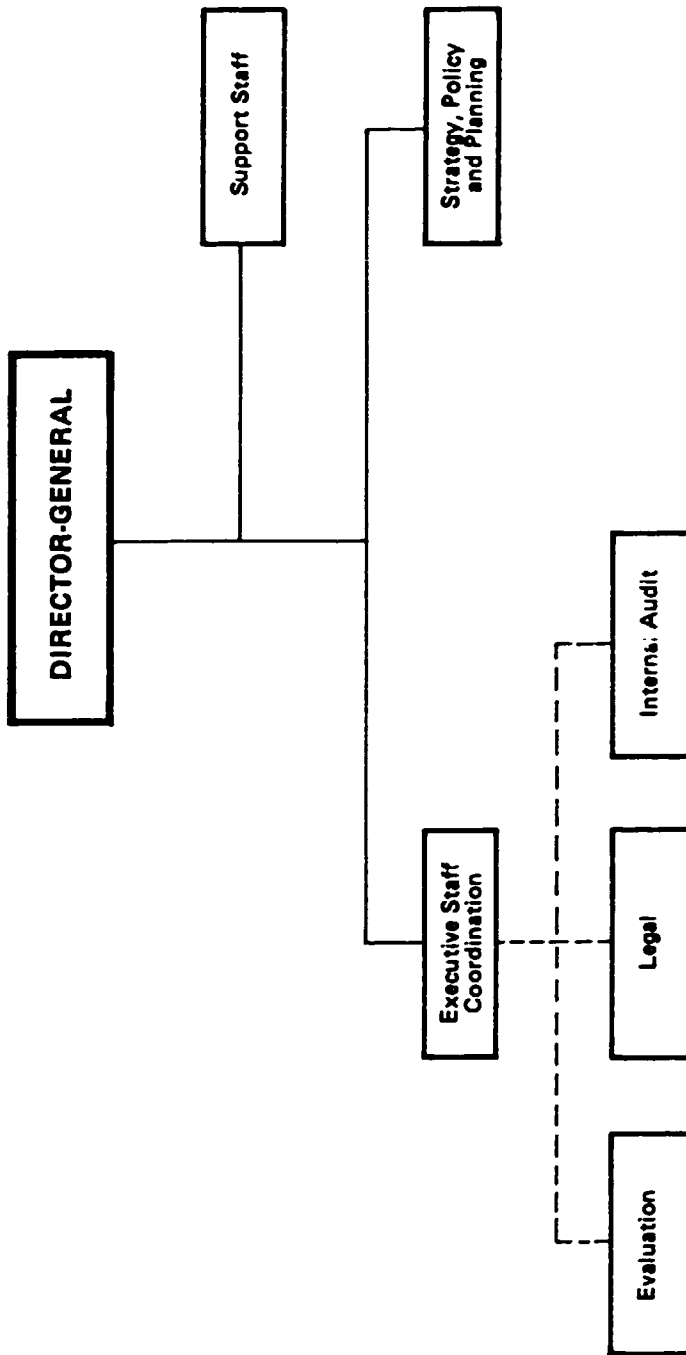 DIRECTOR-GENERAL
Support Staff
Executive Staff
Coordination
Strategy, Policy
and Planning
Evaluation
Legal
Internal Audit